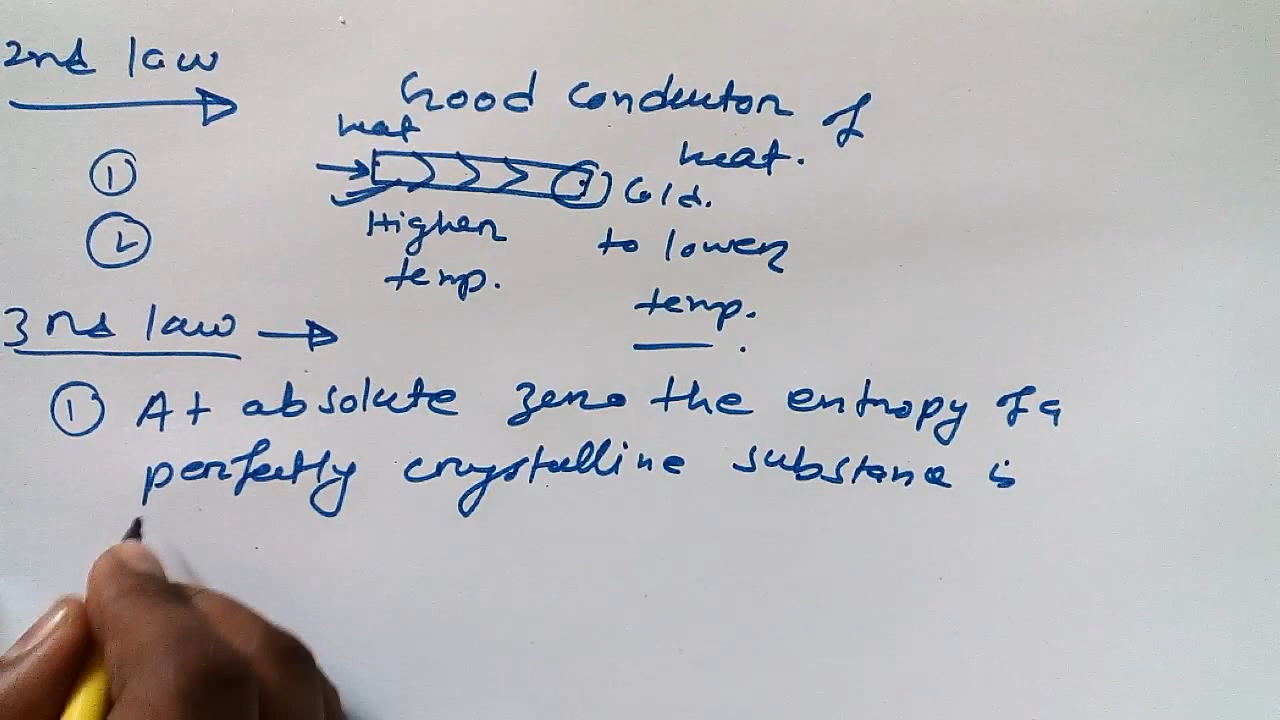 2nd law
Good conductor of
heat.
heat
①
Cold.
Higher
to lower
②
temp.
temp.
3nd law
① At absolute zero the entropy of a
perfectly crystalline substance is